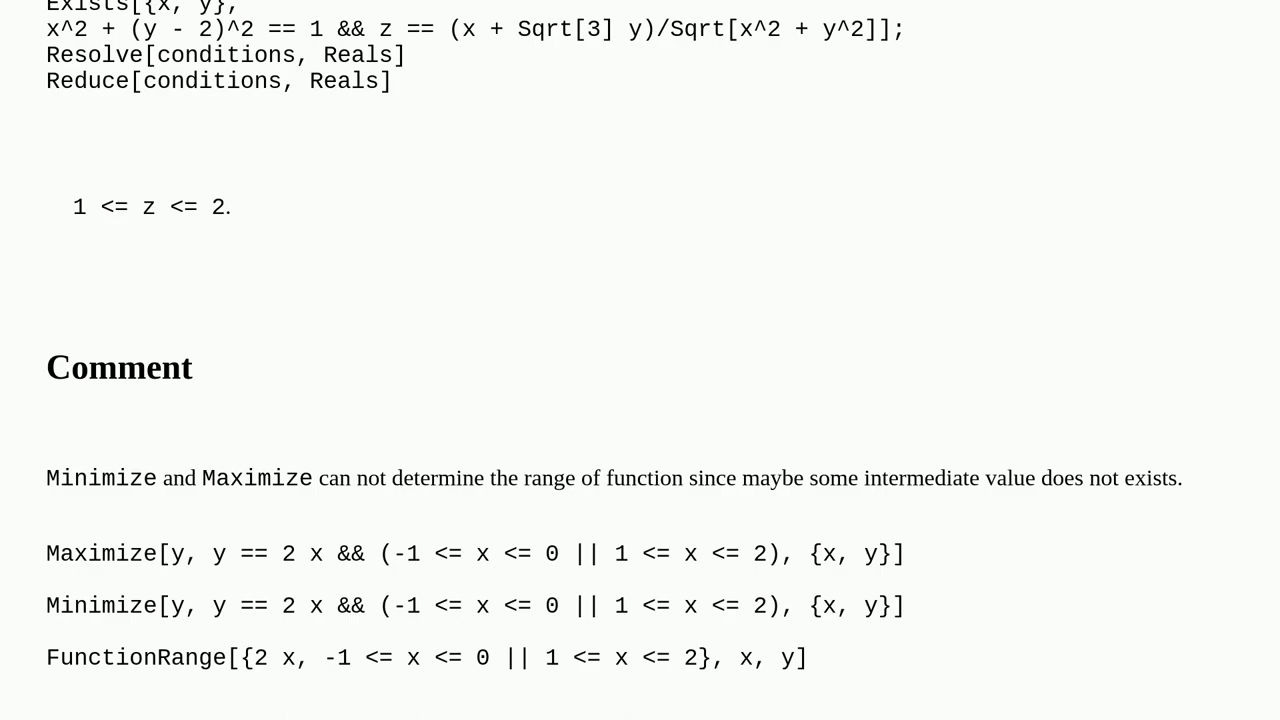 Exists[{x, y},
x^2 + (y - 2)^2 == 1 && z == (x + Sqrt[3] y)/Sqrt[x^2 + y^2]];
Resolve[conditions, Reals]
Reduce[conditions, Reals]
1 <= z <= 2.
Comment
Minimize and Maximize can not determine the range of function since maybe some intermediate value does not exists.
Maximize[y, y == 2 x && (-1 <= x <= 0 || 1 <= x <= 2), {x, y}]
Minimize[y, y == 2 x && (-1 <= x <= 0 || 1 <= x <= 2), {x, y}]
FunctionRange[{2 x, -1 <= x <= 0 || 1 <= x <= 2}, x, y]